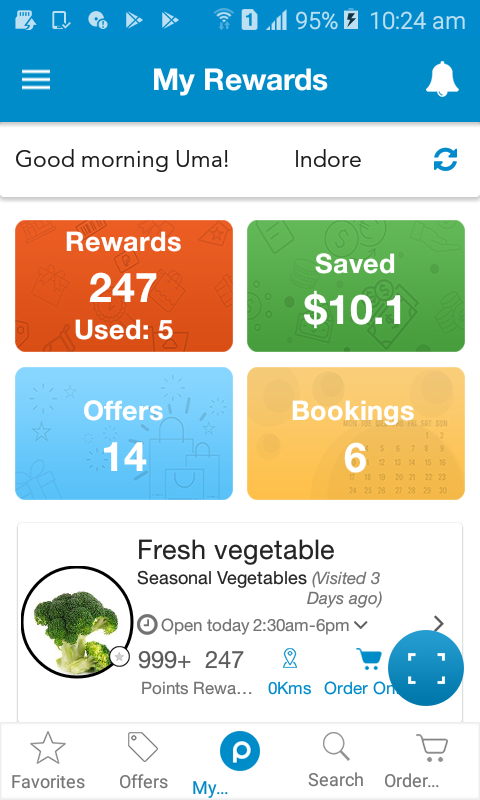 95% 10:24 am
My Rewards
Good morning Uma! Indore
Rewards
247
Used: 5
Saved
$10.1
Offers
14
Bookings
6
Fresh vegetable
Seasonal Vegetables (Visited 3
Days ago)
Open today 2:30am-6pm
999+ 247
Points Rewa... 0Kms Order On
Favorites Offers My... Search Order...